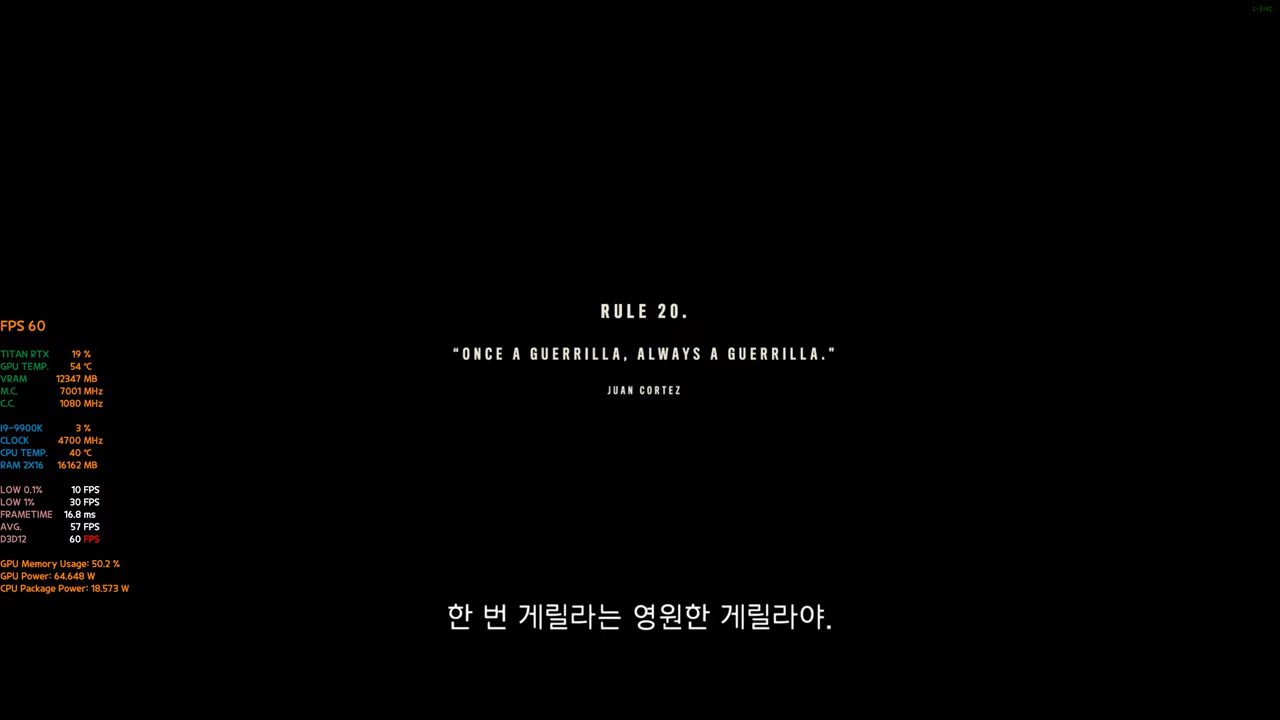 RULE 20.
“ONCE A GUERRILLA, ALWAYS A GUERRILLA.”
JUAN CORTEZ
FPS 60
TITAN RTX 19 %
GPU TEMP. 54 °C
VRAM 12347 MB
M.C. 7001 MHz
C.C. 1080 MHz
I9-9900K 3 %
CLOCK 4700 MHz
CPU TEMP. 40 °C
RAM 2X16 16162 MB
LOW 0.1% 10 FPS
LOW 1% 30 FPS
FRAMETIME 16.8 ms
AVG. 57 FPS
D3D12 60 FPS
GPU Memory Usage: 50.2 %
GPU Power: 64.648 W
CPU Package Power: 18.573 W
한 번 게릴라는 영원한 게릴라야.